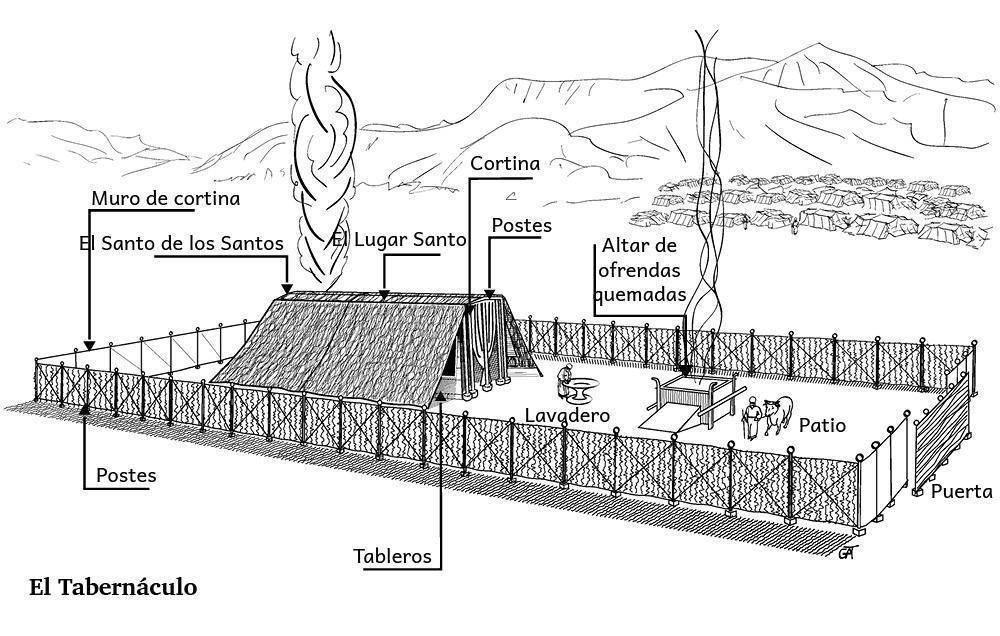 Cortina
Muro de cortina
Postes
El Santo de los Santos
El Lugar Santo
Altar de
ofrendas
quemadas
Lavadero
Patio
Postes
Puerta
Tableros
El Tabernáculo